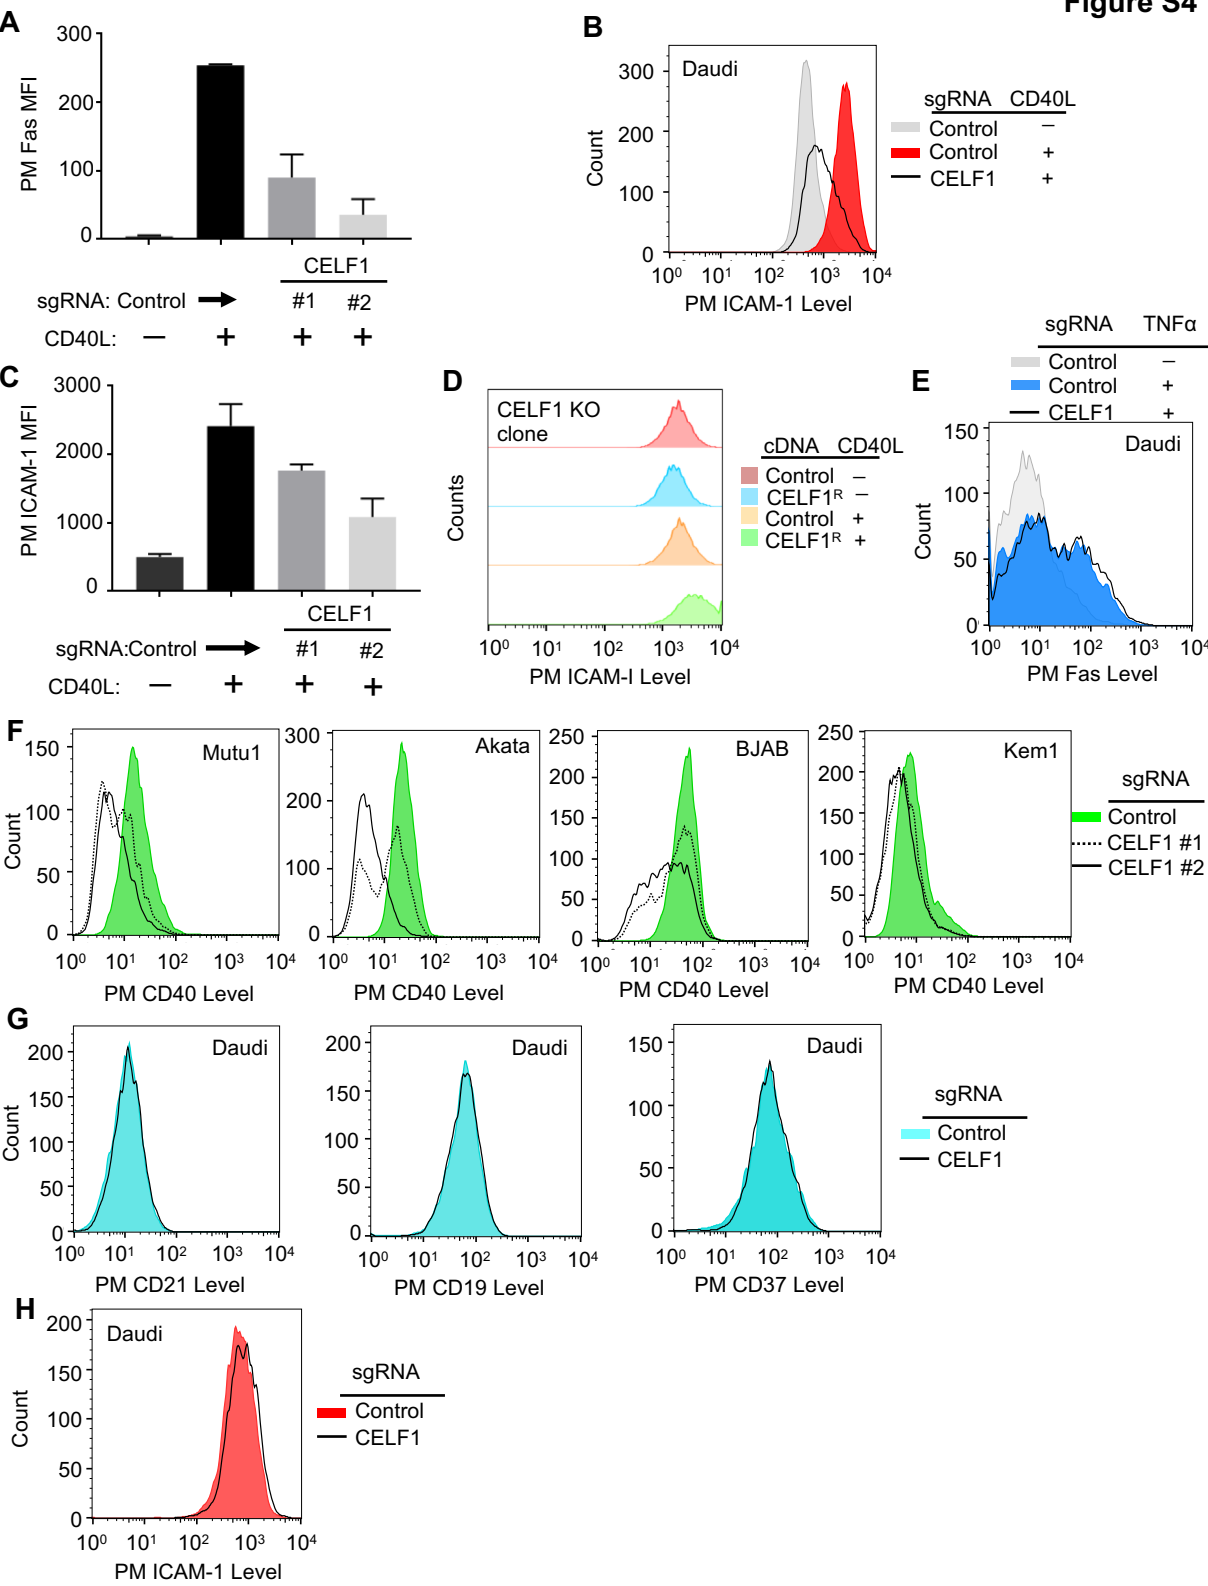 Figure S4
A
300
200
100
0
PM Fas MFI
CELF1
sgRNA: Control #1 #2
CD40L: — + + +
B
Daudi
300
200
100
0
Count
10⁰ 10¹ 10² 10³ 10⁴
PM ICAM-1 Level
sgRNA CD40L
Control —
Control +
CELF1 +
C
3000
2000
1000
0
PM ICAM-1 MFI
CELF1
sgRNA:Control #1 #2
CD40L: — + + +
D
CELF1 KO
clone
Counts
10⁰ 10¹ 10² 10³ 10⁴
PM ICAM-I Level
cDNA CD40L
Control —
CELF1ᴿ —
Control +
CELF1ᴿ +
E
sgRNA TNFα
Control —
Control +
CELF1 +
Daudi
150
100
50
0
Count
10⁰ 10¹ 10² 10³ 10⁴
PM Fas Level
F
Mutu1
150
100
50
0
Count
10⁰ 10¹ 10² 10³ 10⁴
PM CD40 Level
Akata
300
200
100
0
10⁰ 10¹ 10² 10³ 10⁴
PM CD40 Level
BJAB
250
200
150
100
50
0
10⁰ 10¹ 10² 10³ 10⁴
PM CD40 Level
Kem1
250
200
150
100
50
0
10⁰ 10¹ 10² 10³ 10⁴
PM CD40 Level
sgRNA
Control
CELF1 #1
CELF1 #2
G
Daudi
200
150
100
50
0
Count
10⁰ 10¹ 10² 10³ 10⁴
PM CD21 Level
Daudi
200
150
100
50
0
10⁰ 10¹ 10² 10³ 10⁴
PM CD19 Level
Daudi
150
100
50
0
10⁰ 10¹ 10² 10³ 10⁴
PM CD37 Level
sgRNA
Control
CELF1
H
Daudi
200
150
100
50
0
Count
10⁰ 10¹ 10² 10³ 10⁴
PM ICAM-1 Level
sgRNA
Control
CELF1